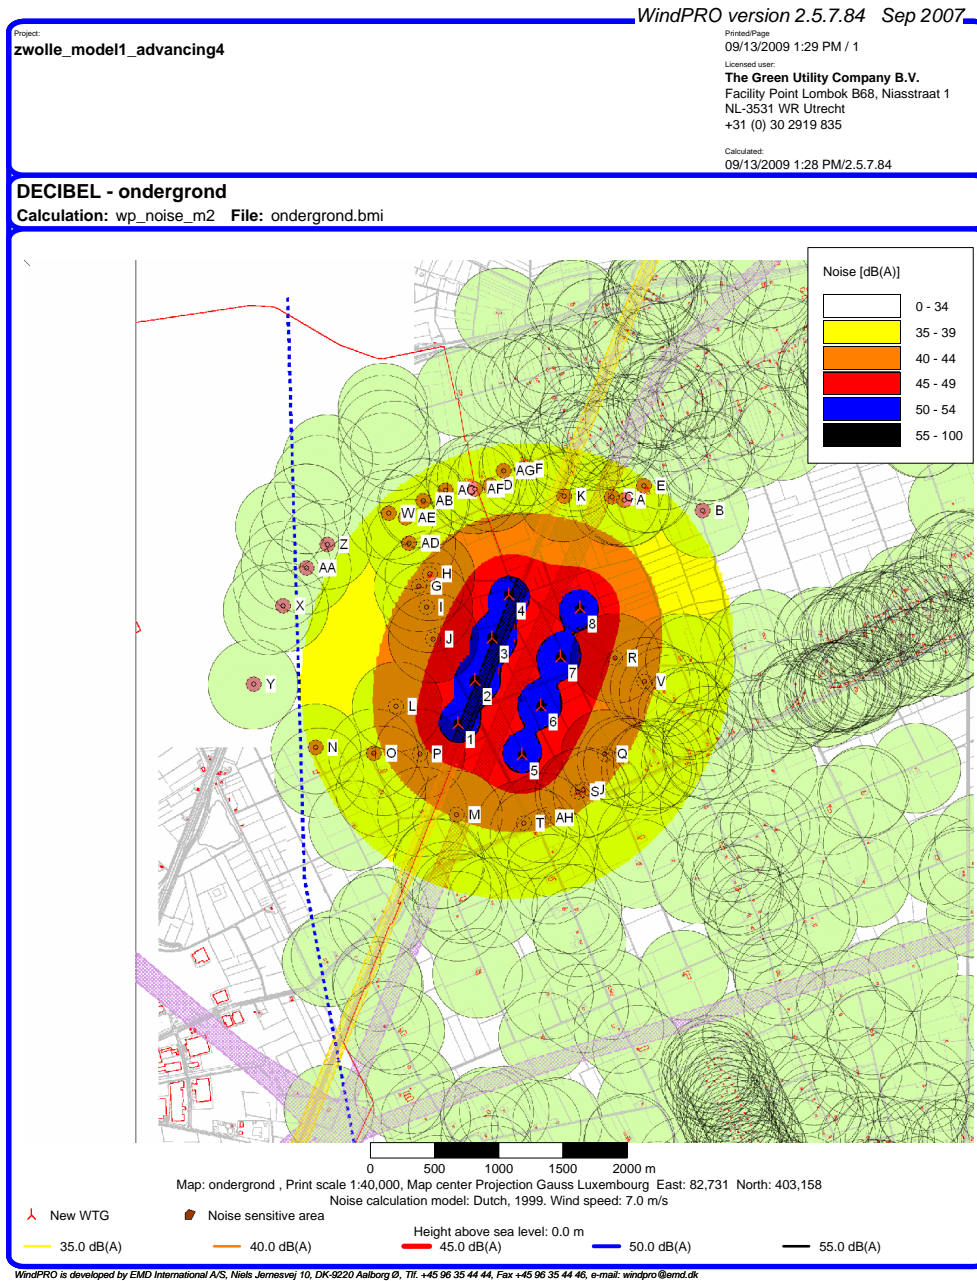 WindPRO version 2.5.7.84 Sep 2007
Project:
zwolle_model1_advancing4
Printed/Page
09/13/2009 1:29 PM / 1
Licensed user:
The Green Utility Company B.V.
Facility Point Lombok B68, Niasstraat 1
NL-3531 WR Utrecht
+31 (0) 30 2919 835
Calculated:
09/13/2009 1:28 PM/2.5.7.84
DECIBEL - ondergrond
Calculation: wp_noise_m2 File: ondergrond.bmi
Noise [dB(A)]
0 - 34
35 - 39
40 - 44
45 - 49
50 - 54
55 - 100
AG F
AC AF D
E
K
C A
B
AB
W
AE
AD
Z
AA
H
G
I
X
4
8
J
3
R
7
Y
2
V
L
6
1
N
O
P
5
Q
S J
M
T
AH
0 500 1000 1500 2000 m
Map: ondergrond , Print scale 1:40,000, Map center Projection Gauss Luxembourg East: 82,731 North: 403,158
Noise calculation model: Dutch, 1999. Wind speed: 7.0 m/s
New WTG
Noise sensitive area
Height above sea level: 0.0 m
35.0 dB(A) 40.0 dB(A) 45.0 dB(A) 50.0 dB(A) 55.0 dB(A)
WindPRO is developed by EMD International A/S, Niels Jernesvej 10, DK-9220 Aalborg Ø, Tlf. +45 96 35 44 44, Fax +45 96 35 44 46, e-mail: windpro@emd.dk